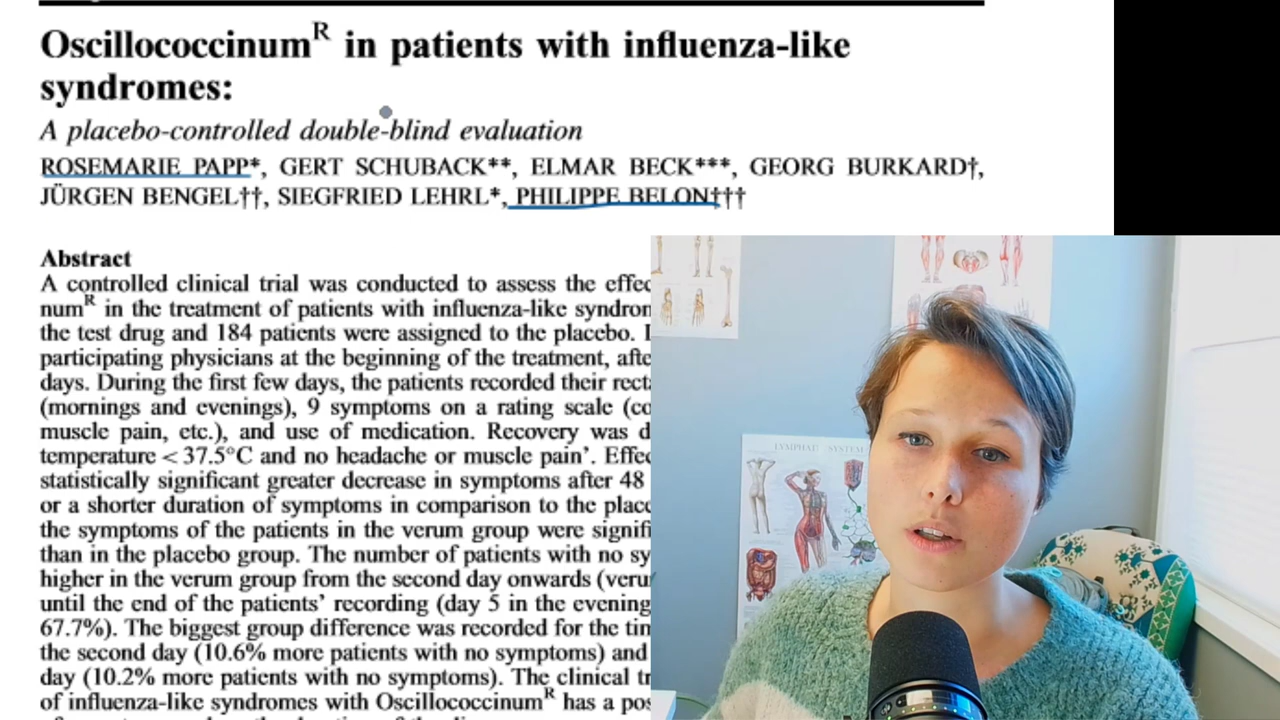 Oscillococcinumᴿ in patients with influenza-like
syndromes:
A placebo-controlled double-blind evaluation
ROSEMARIE PAPP*, GERT SCHUBACK**, ELMAR BECK***, GEORG BURKARD†,
JÜRGEN BENGEL††, SIEGFRIED LEHRL*, PHILIPPE BELON†††
Abstract
A controlled clinical trial was conducted to assess the effec
numᴿ in the treatment of patients with influenza-like syndron
the test drug and 184 patients were assigned to the placebo.
participating physicians at the beginning of the treatment, afte
days. During the first few days, the patients recorded their rect
(mornings and evenings), 9 symptoms on a rating scale (co
muscle pain, etc.), and use of medication. Recovery was d
temperature < 37.5°C and no headache or muscle pain’. Effec
statistically significant greater decrease in symptoms after 48
or a shorter duration of symptoms in comparison to the plac
the symptoms of the patients in the verum group were signifi
than in the placebo group. The number of patients with no sy
higher in the verum group from the second day onwards (veru
until the end of the patients’ recording (day 5 in the evening
67.7%). The biggest group difference was recorded for the tin
the second day (10.6% more patients with no symptoms) and
day (10.2% more patients with no symptoms). The clinical t
of influenza-like syndromes with Oscillococcinumᴿ has a pos
LYMPHATIC SYSTEM